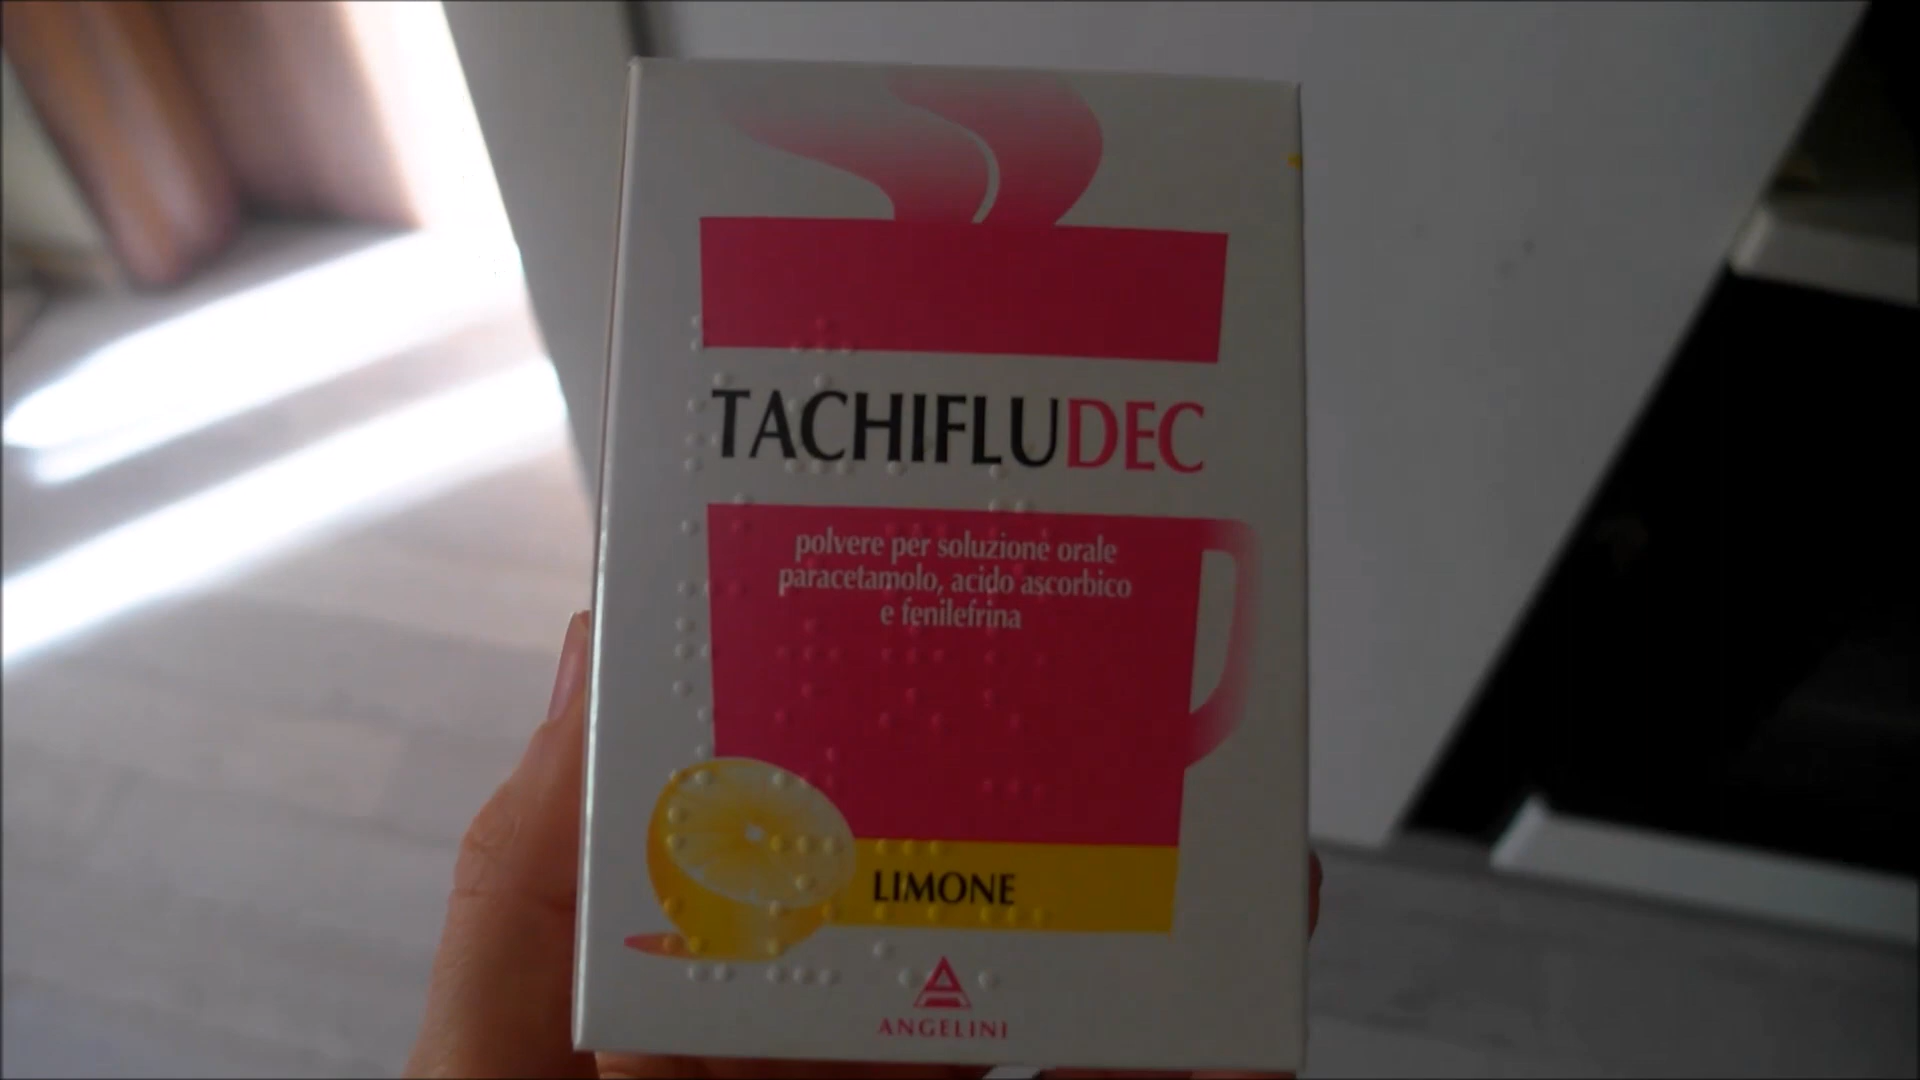 TACHIFLUDEC
polvere per soluzione orale
paracetamolo, acido ascorbico
e fenilefrina
LIMONE
ANGELINI